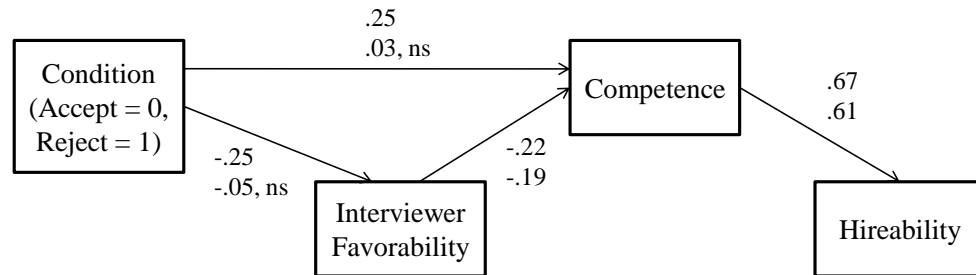 .25
.03, ns
Condition
(Accept = 0,
Reject = 1)
Competence
.67
.61
-.25
-.05, ns
-.22
-.19
Interviewer
Favorability
Hireability